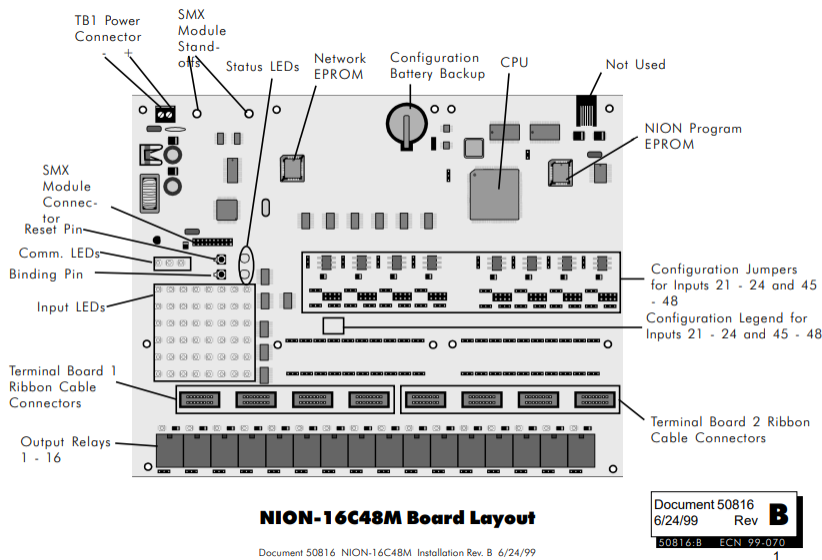 TB1 Power
Connector
- +
SMX
Module
Stand-
offs
Status LEDs
Network
EPROM
Configuration
Battery Backup
CPU
Not Used
NION Program
EPROM
SMX
Module
Connec-
tor
Reset Pin
Comm. LEDs
Binding Pin
Input LEDs
Configuration Jumpers
for Inputs 21 - 24 and 45
- 48
Configuration Legend for
Inputs 21 - 24 and 45 - 48
Terminal Board 1
Ribbon Cable
Connectors
Terminal Board 2 Ribbon
Cable Connectors
Output Relays
1 - 16
NION-16C48M Board Layout
Document 50816 NION-16C48M Installation Rev. B 6/24/99
Document 50816
6/24/99 Rev B
50816:B ECN 99-070
1